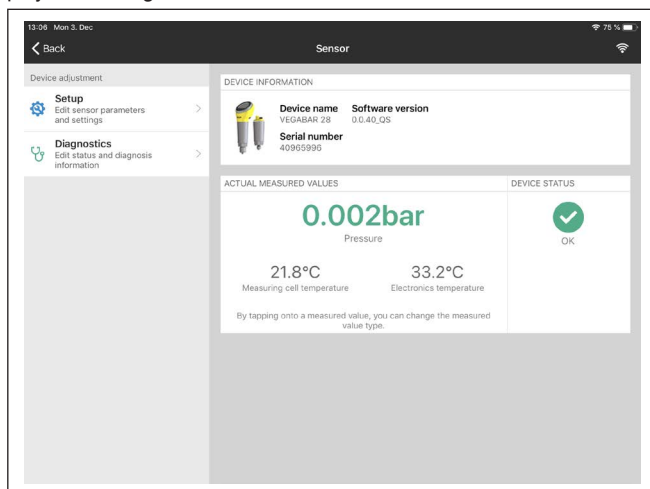 13:06 Mon 3. Dec
75 %
Back
Sensor
Device adjustment
Setup
Edit sensor parameters
and settings
Diagnostics
Edit status and diagnosis
information
DEVICE INFORMATION
Device name
VEGABAR 28
Software version
0.0.40_QS
Serial number
40965996
ACTUAL MEASURED VALUES
0.002bar
Pressure
21.8°C
Measuring cell temperature
33.2°C
Electronics temperature
By tapping onto a measured value, you can change the measured
value type.
DEVICE STATUS
OK